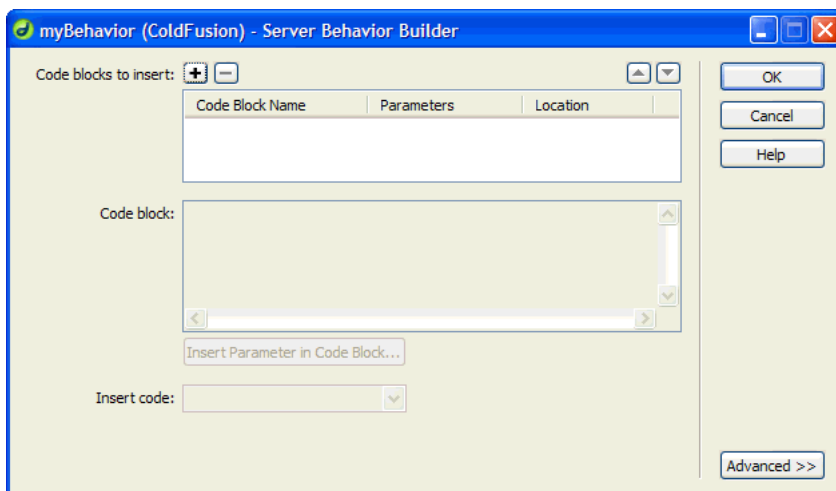 myBehavior (ColdFusion) - Server Behavior Builder
Code blocks to insert:
Code Block Name Parameters Location
OK
Cancel
Help
Code block:
Insert Parameter in Code Block...
Insert code:
Advanced >>